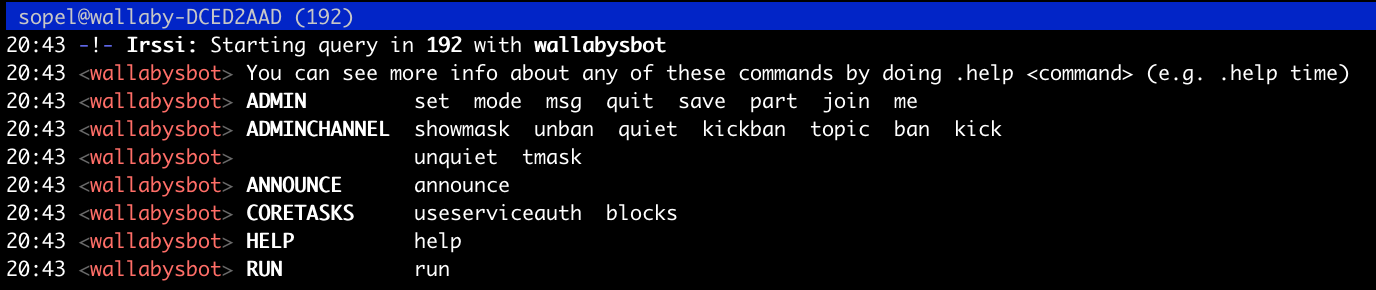 sopel@wallaby-DCED2AAD (192)
20:43 -!- Irssi: Starting query in 192 with wallabysbot
20:43 <wallabysbot> You can see more info about any of these commands by doing .help <command> (e.g. .help time)
20:43 <wallabysbot> ADMIN         set  mode  msg  quit  save  part  join  me
20:43 <wallabysbot> ADMINCHANNEL  showmask  unban  quiet  kickban  topic  ban  kick
20:43 <wallabysbot>               unquiet  tmask
20:43 <wallabysbot> ANNOUNCE      announce
20:43 <wallabysbot> CORETASKS     useserviceauth  blocks
20:43 <wallabysbot> HELP          help
20:43 <wallabysbot> RUN           run